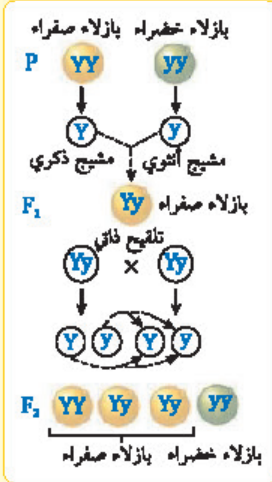 بازلاء خضراء بازلاء صفراء
P YY yy
Y y
مشيج أنثوي مشيج ذكري
F₁ Yy بازلاء صفراء
تلقيح ذاتي
Yy × Yy
Y y Y y
F₂ YY Yy Yy yy
بازلاء خضراء بازلاء صفراء